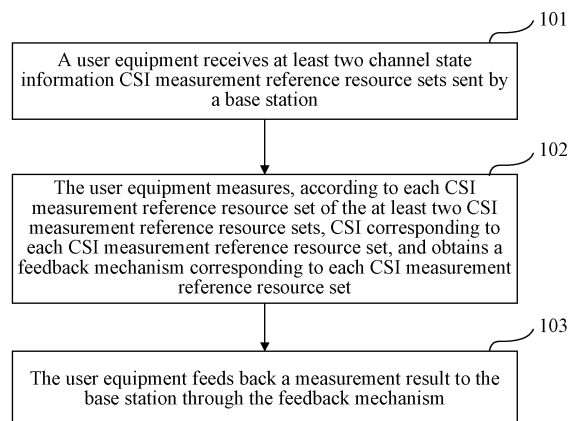 101
A user equipment receives at least two channel state
information CSI measurement reference resource sets sent by
a base station
102
The user equipment measures, according to each CSI
measurement reference resource set of the at least two CSI
measurement reference resource sets, CSI corresponding to
each CSI measurement reference resource set, and obtains a
feedback mechanism corresponding to each CSI measurement
reference resource set
103
The user equipment feeds back a measurement result to the
base station through the feedback mechanism